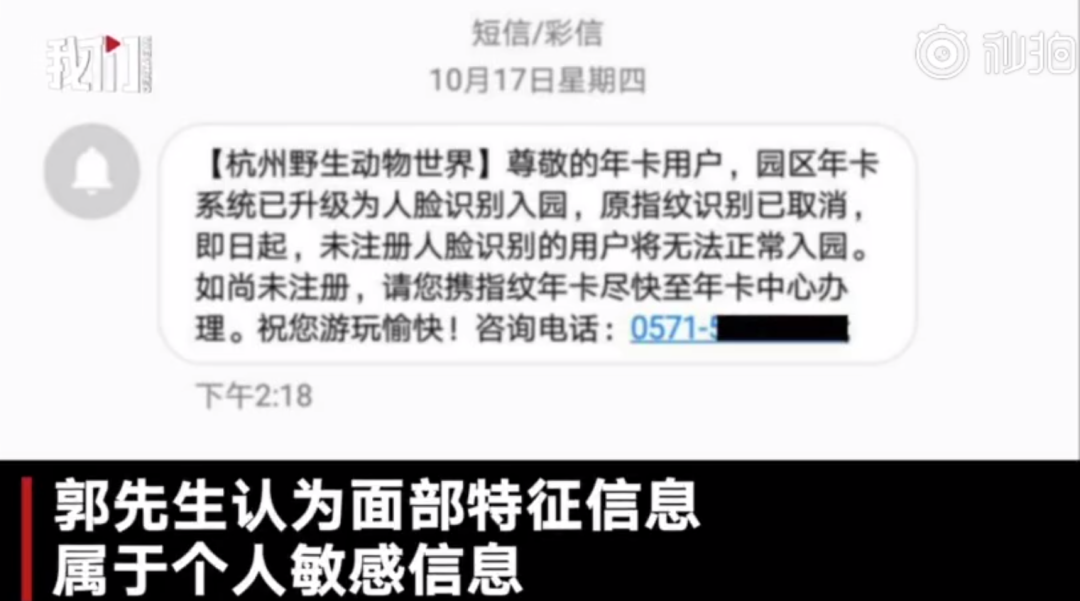 我们
秒拍
短信/彩信
10月17日星期四
【杭州野生动物世界】尊敬的年卡用户，园区年卡
系统已升级为人脸识别入园，原指纹识别已取消，
即日起，未注册人脸识别的用户将无法正常入园。
如尚未注册，请您携指纹年卡尽快至年卡中心办
理。祝您游玩愉快！咨询电话：0571-5
下午2:18
郭先生认为面部特征信息
属于个人敏感信息